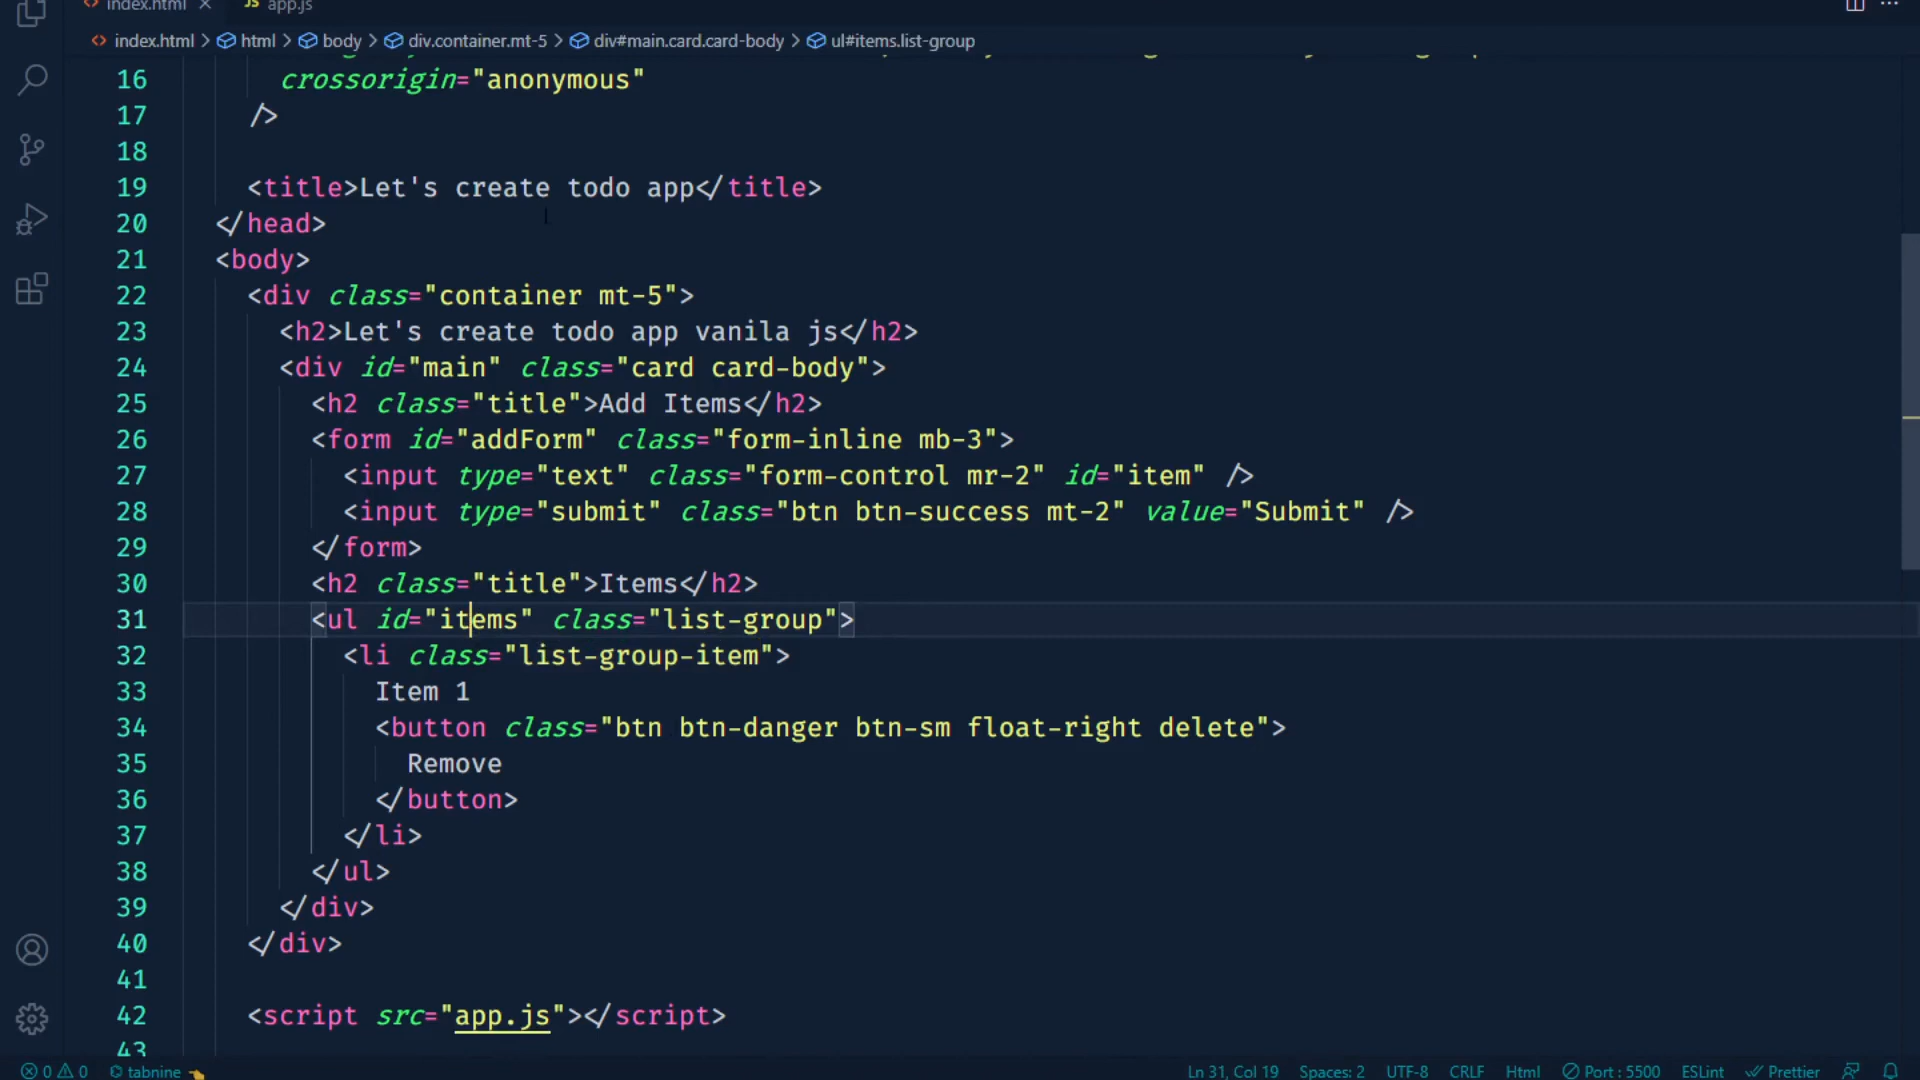 index.html
JS app.js
index.html > html > body > div.container.mt-5 > div#main.card.card-body > ul#items.list-group
16 crossorigin="anonymous"
17 />
18
19 <title>Let's create todo app</title>
20 </head>
21 <body>
22 <div class="container mt-5">
23 <h2>Let's create todo app vanila js</h2>
24 <div id="main" class="card card-body">
25 <h2 class="title">Add Items</h2>
26 <form id="addForm" class="form-inline mb-3">
27 <input type="text" class="form-control mr-2" id="item" />
28 <input type="submit" class="btn btn-success mt-2" value="Submit" />
29 </form>
30 <h2 class="title">Items</h2>
31 <ul id="items" class="list-group">
32 <li class="list-group-item">
33 Item 1
34 <button class="btn btn-danger btn-sm float-right delete">
35 Remove
36 </button>
37 </li>
38 </ul>
39 </div>
40 </div>
41
42 <script src="app.js"></script>
43
0 0 tabnine Ln 31, Col 19 Spaces: 2 UTF-8 CRLF Html Port : 5500 ESLint Prettier